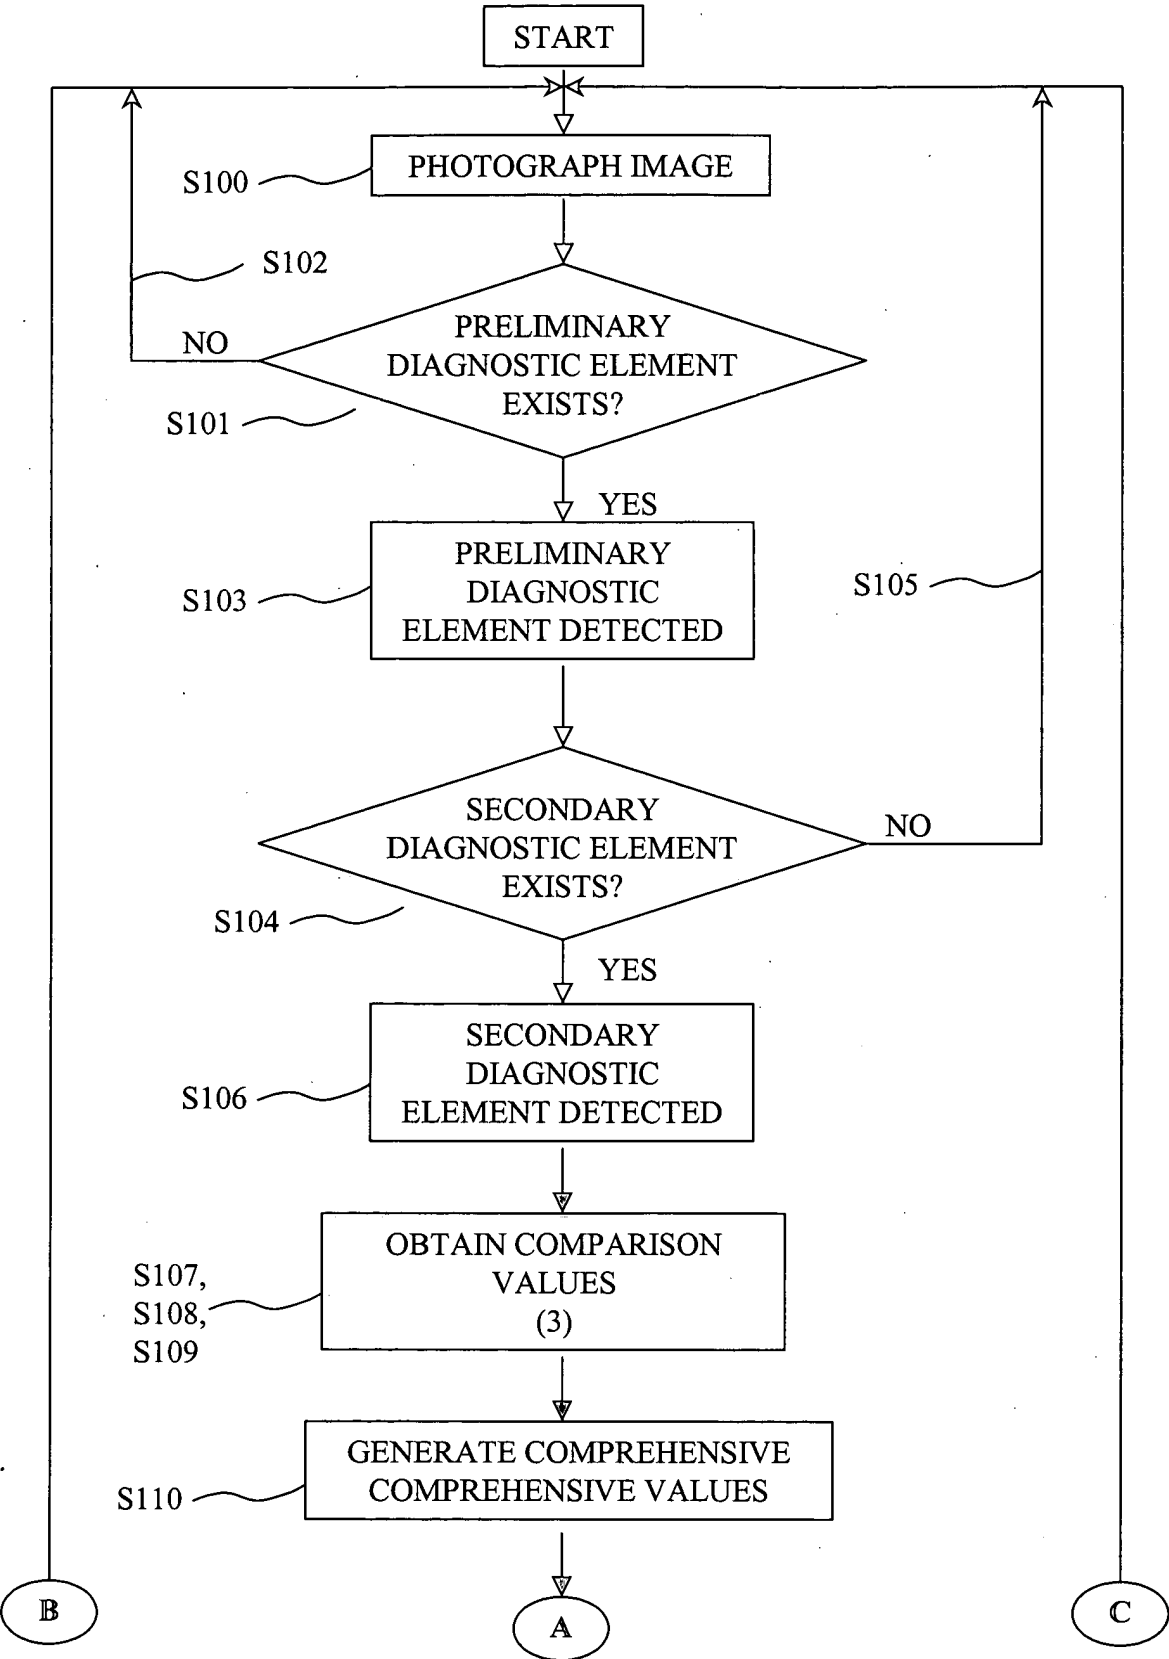 START
PHOTOGRAPH IMAGE
S100
S102
PRELIMINARY
DIAGNOSTIC ELEMENT
EXISTS?
NO
S101
YES
PRELIMINARY
DIAGNOSTIC
ELEMENT DETECTED
S103
S105
SECONDARY
DIAGNOSTIC ELEMENT
EXISTS?
NO
S104
YES
SECONDARY
DIAGNOSTIC
ELEMENT DETECTED
S106
OBTAIN COMPARISON
VALUES
(3)
S107,
S108,
S109
GENERATE COMPREHENSIVE
COMPREHENSIVE VALUES
S110
B
A
C